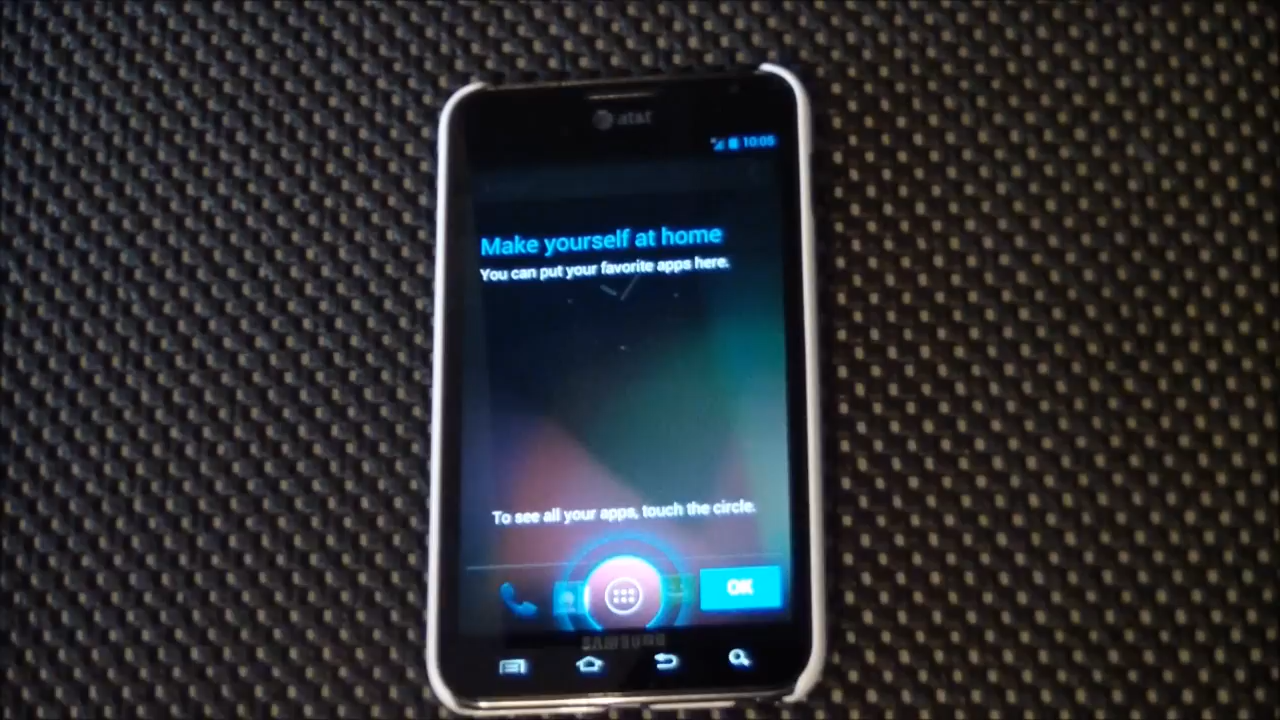 at&t
10:05
Make yourself at home
You can put your favorite apps here.
To see all your apps, touch the circle.
OK
SAMSUNG